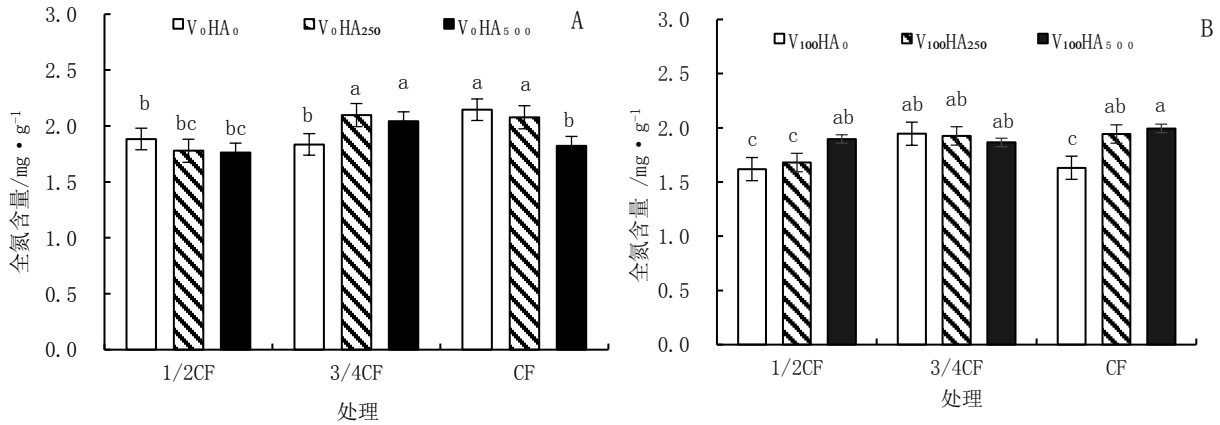 A
V₀HA₀ V₀HA₂₅₀ V₀HA₅₀₀
全氮含量/mg·g⁻¹
3.0
2.5
2.0
1.5
1.0
0.5
0.0
b bc bc b a a a a b
1/2CF 3/4CF CF
处理
B
V₁₀₀HA₀ V₁₀₀HA₂₅₀ V₁₀₀HA₅₀₀
全氮含量 /mg·g⁻¹
3.0
2.5
2.0
1.5
1.0
0.5
0.0
c c ab ab ab ab c ab a
1/2CF 3/4CF CF
处理